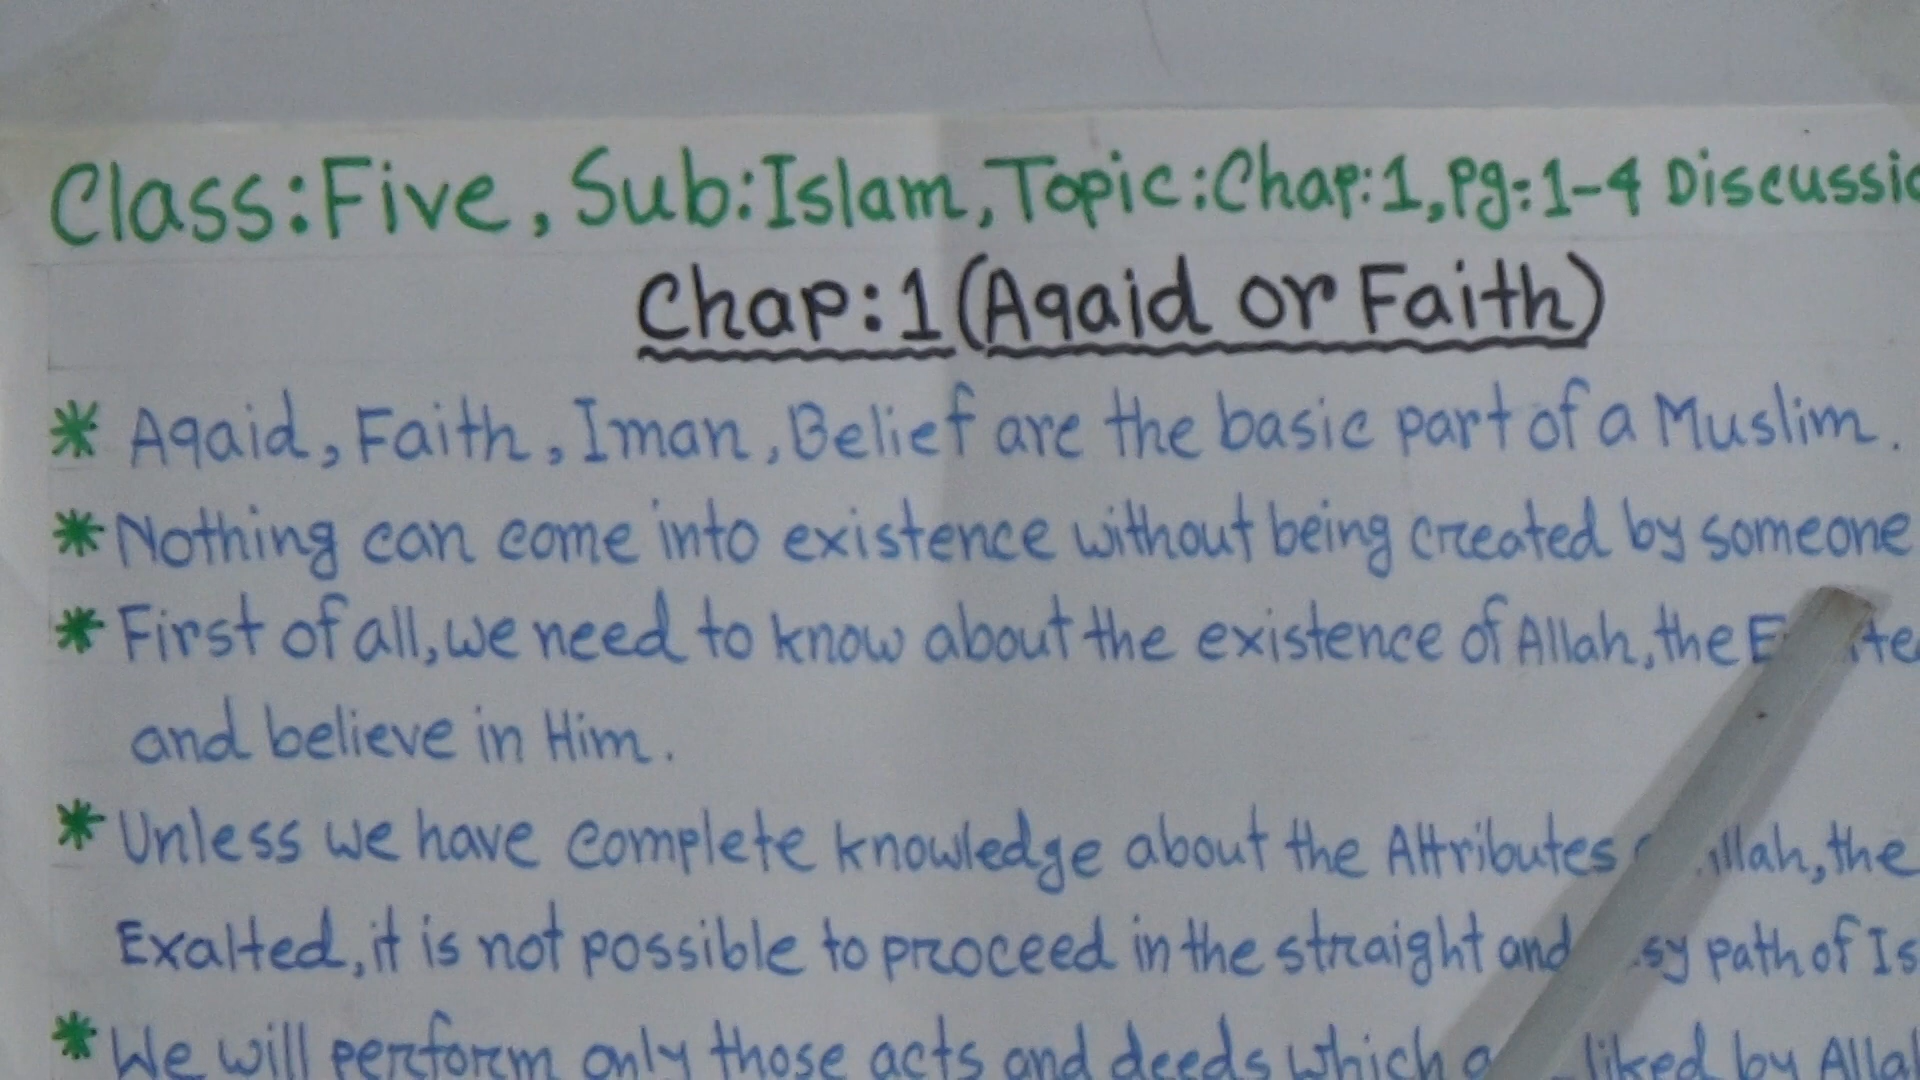 Class:Five, Sub:Islam, Topic:Chap:1, Pg:1-4 Discussio
Chap:1 (Aqaid or Faith)
* Aqaid, Faith, Iman, Belief are the basic part of a Muslim.
* Nothing can come into existence without being created by someone
* First of all, we need to know about the existence of Allah, the
and believe in Him.
* Unless we have complete knowledge about the Attributes the
Exalted, it is not possible to proceed in the straight and path of Is
* We will perform only those acts and deeds which liked by Allah